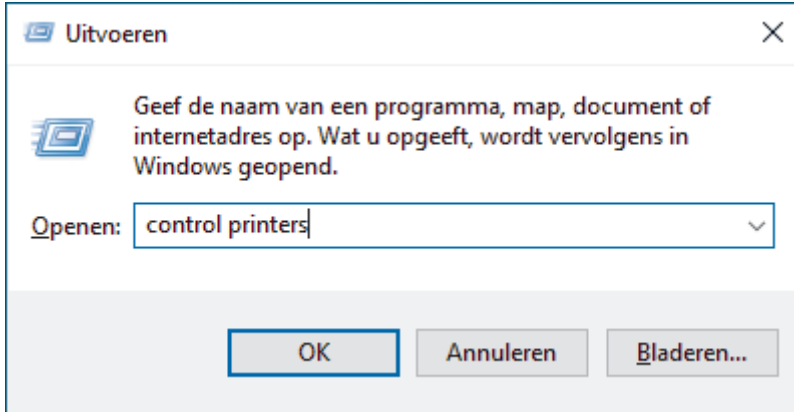 Uitvoeren
Geef de naam van een programma, map, document of
internetadres op. Wat u opgeeft, wordt vervolgens in
Windows geopend.
Openen: control printers
OK Annuleren Bladeren...